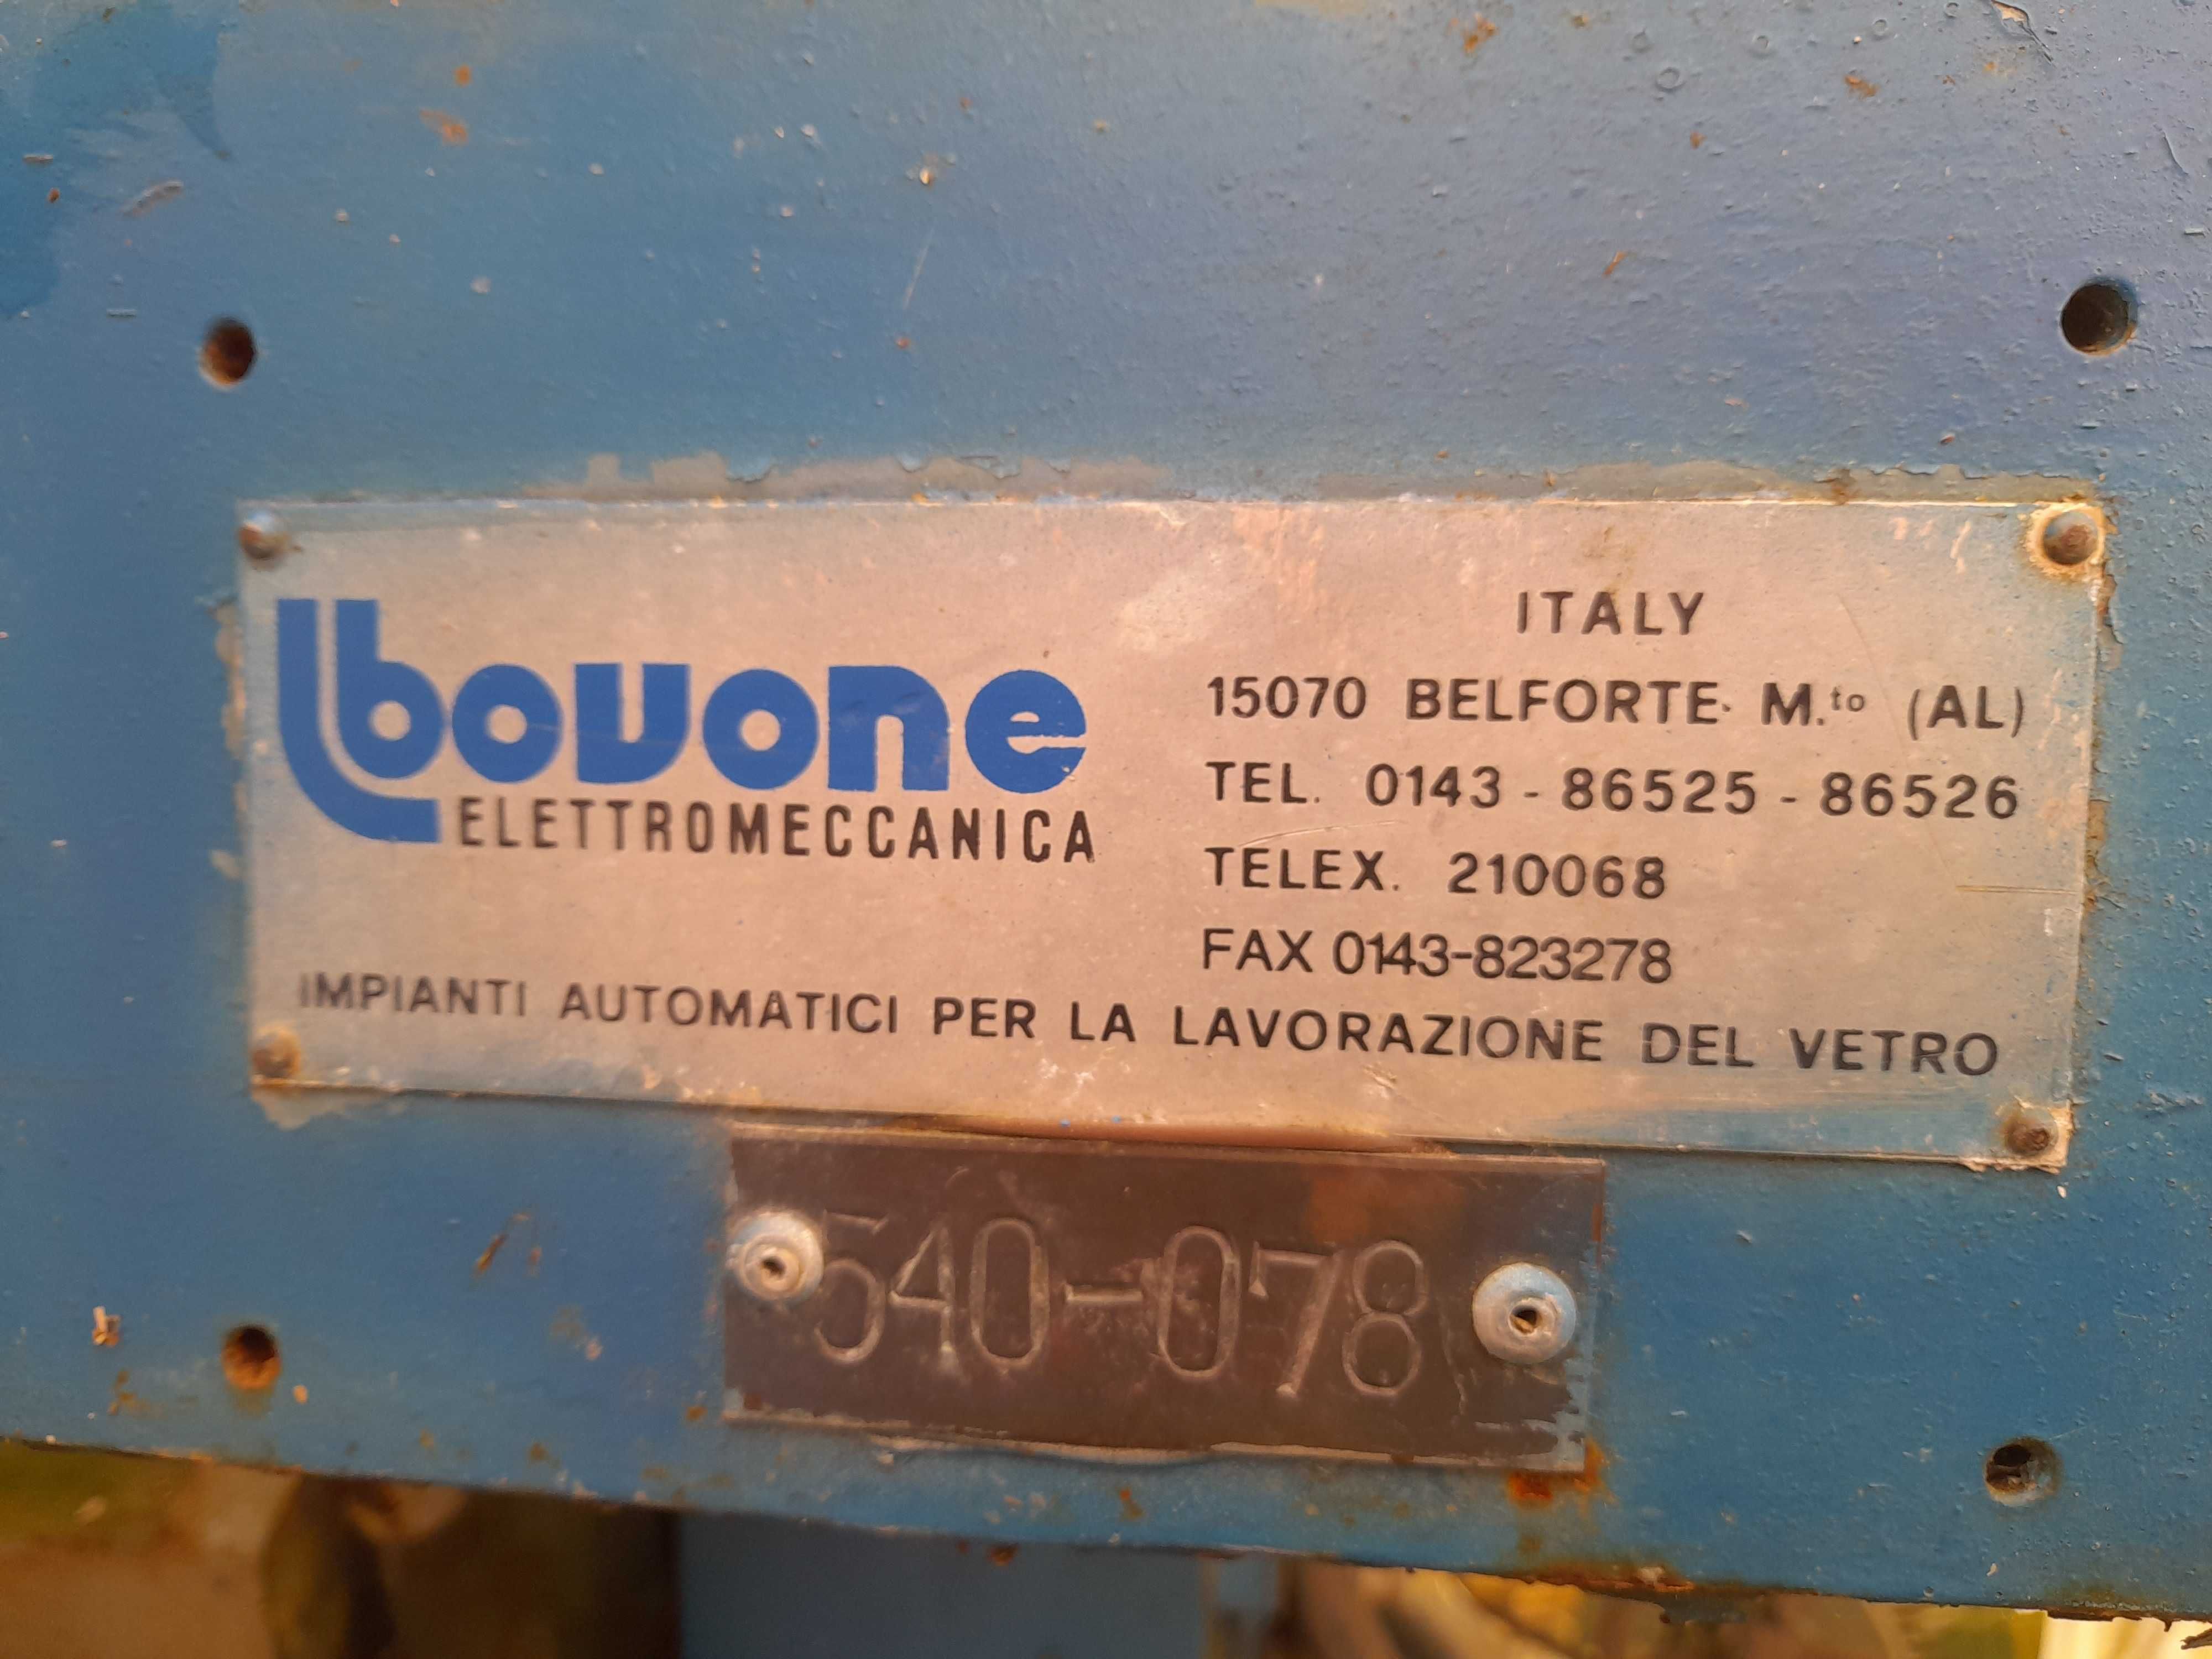 bovone
ELETTROMECCANICA
ITALY
15070 BELFORTE M.to (AL)
TEL. 0143 - 86525 - 86526
TELEX. 210068
FAX 0143-823278
IMPIANTI AUTOMATICI PER LA LAVORAZIONE DEL VETRO
540-078